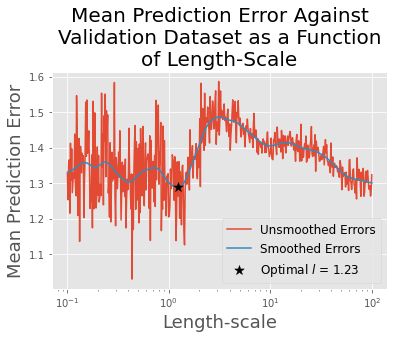 Mean Prediction Error Against
Validation Dataset as a Function
of Length-Scale
Mean Prediction Error
1.6
1.5
1.4
1.3
1.2
1.1
Unsmoothed Errors
Smoothed Errors
Optimal l = 1.23
10⁻¹ 10⁰ 10¹ 10²
Length-scale